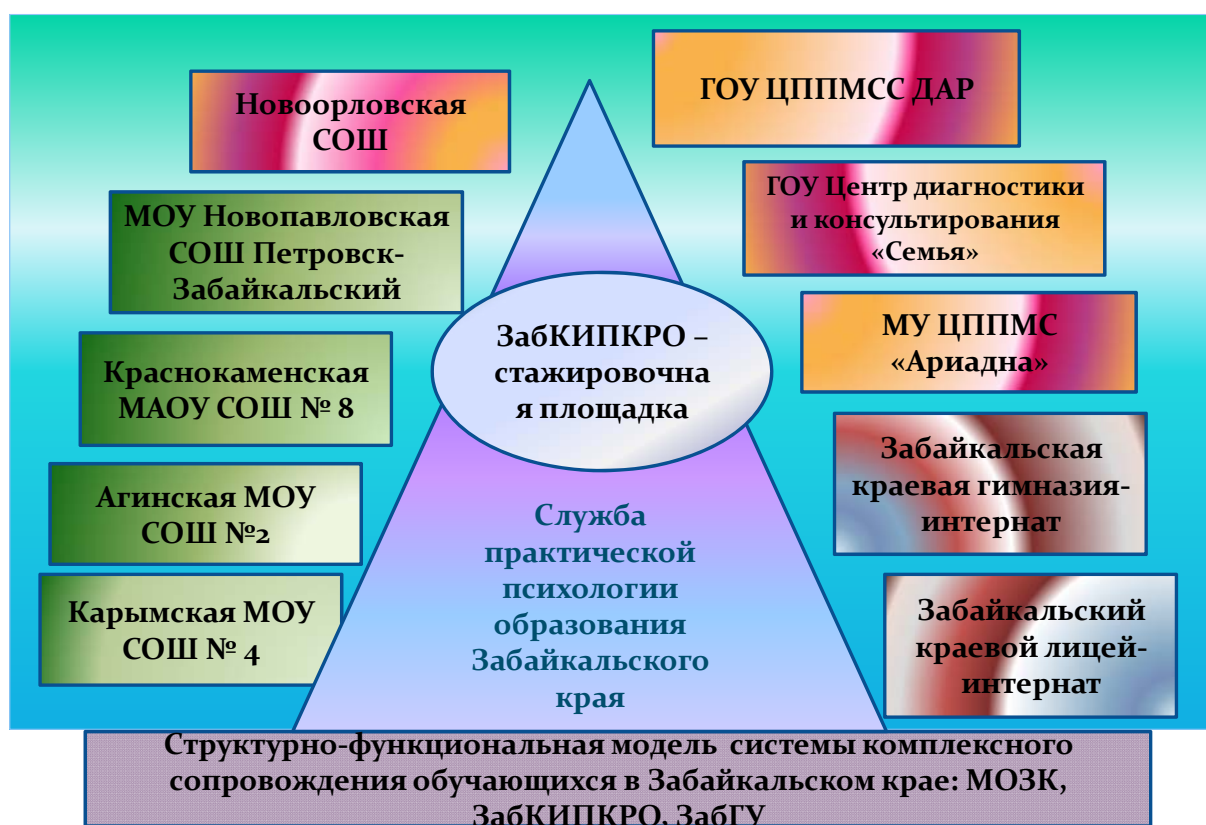 Новоорловская
СОШ
МОУ Новопавловская
СОШ Петровск-
Забайкальский
Краснокаменская
МАОУ СОШ № 8
Агинская МОУ
СОШ №2
Карымская МОУ
СОШ № 4
ЗабКИПКРО –
стажировочна
я площадка
Служба
практической
психологии
образования
Забайкальского
края
ГОУ ЦППМСС ДАР
ГОУ Центр диагностики
и консультирования
«Семья»
МУ ЦППМС
«Ариадна»
Забайкальская
краевая гимназия-
интернат
Забайкальский
краевой лицей-
интернат
Структурно-функциональная модель системы комплексного
сопровождения обучающихся в Забайкальском крае: МОЗК,
ЗабКИПКРО, ЗабГУ